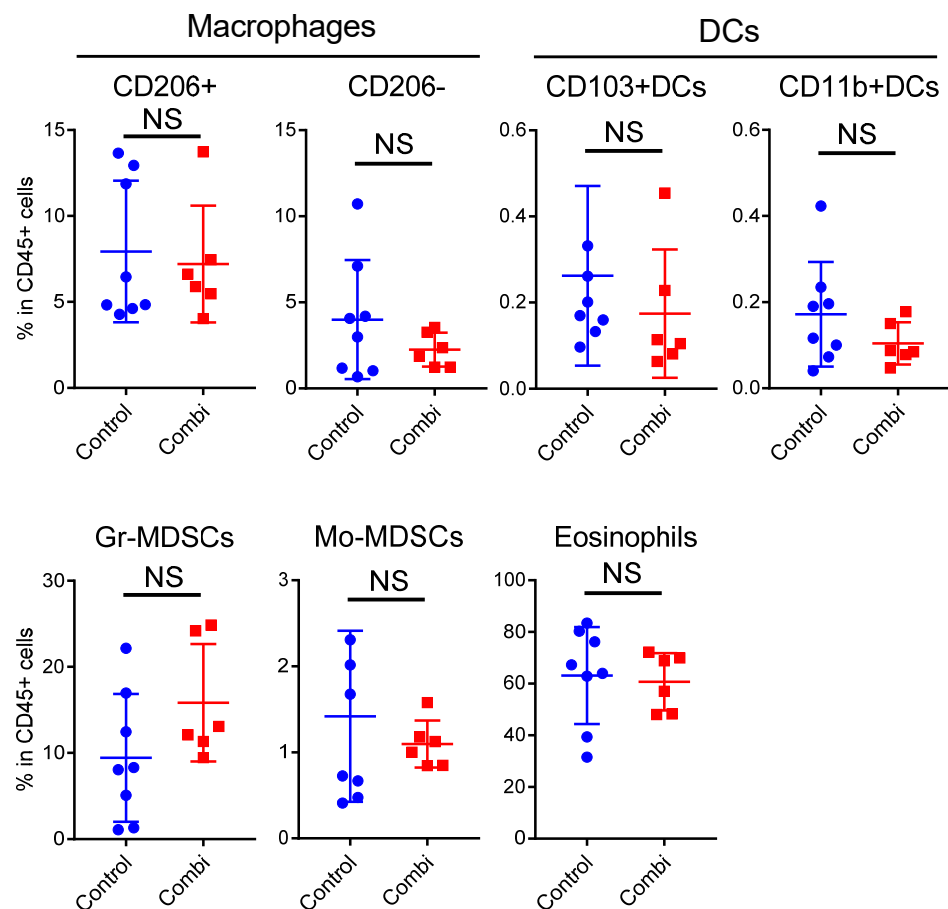 Macrophages
DCs
CD206+
CD206-
CD103+DCs
CD11b+DCs
NS
NS
NS
NS
% in CD45+ cells
15
10
5
0
15
10
5
0
0.6
0.4
0.2
0.0
0.6
0.4
0.2
0.0
Control
Combi
Control
Combi
Control
Combi
Control
Combi
Gr-MDSCs
Mo-MDSCs
Eosinophils
NS
NS
NS
% in CD45+ cells
30
20
10
0
3
2
1
0
100
80
60
40
20
0
Control
Combi
Control
Combi
Control
Combi